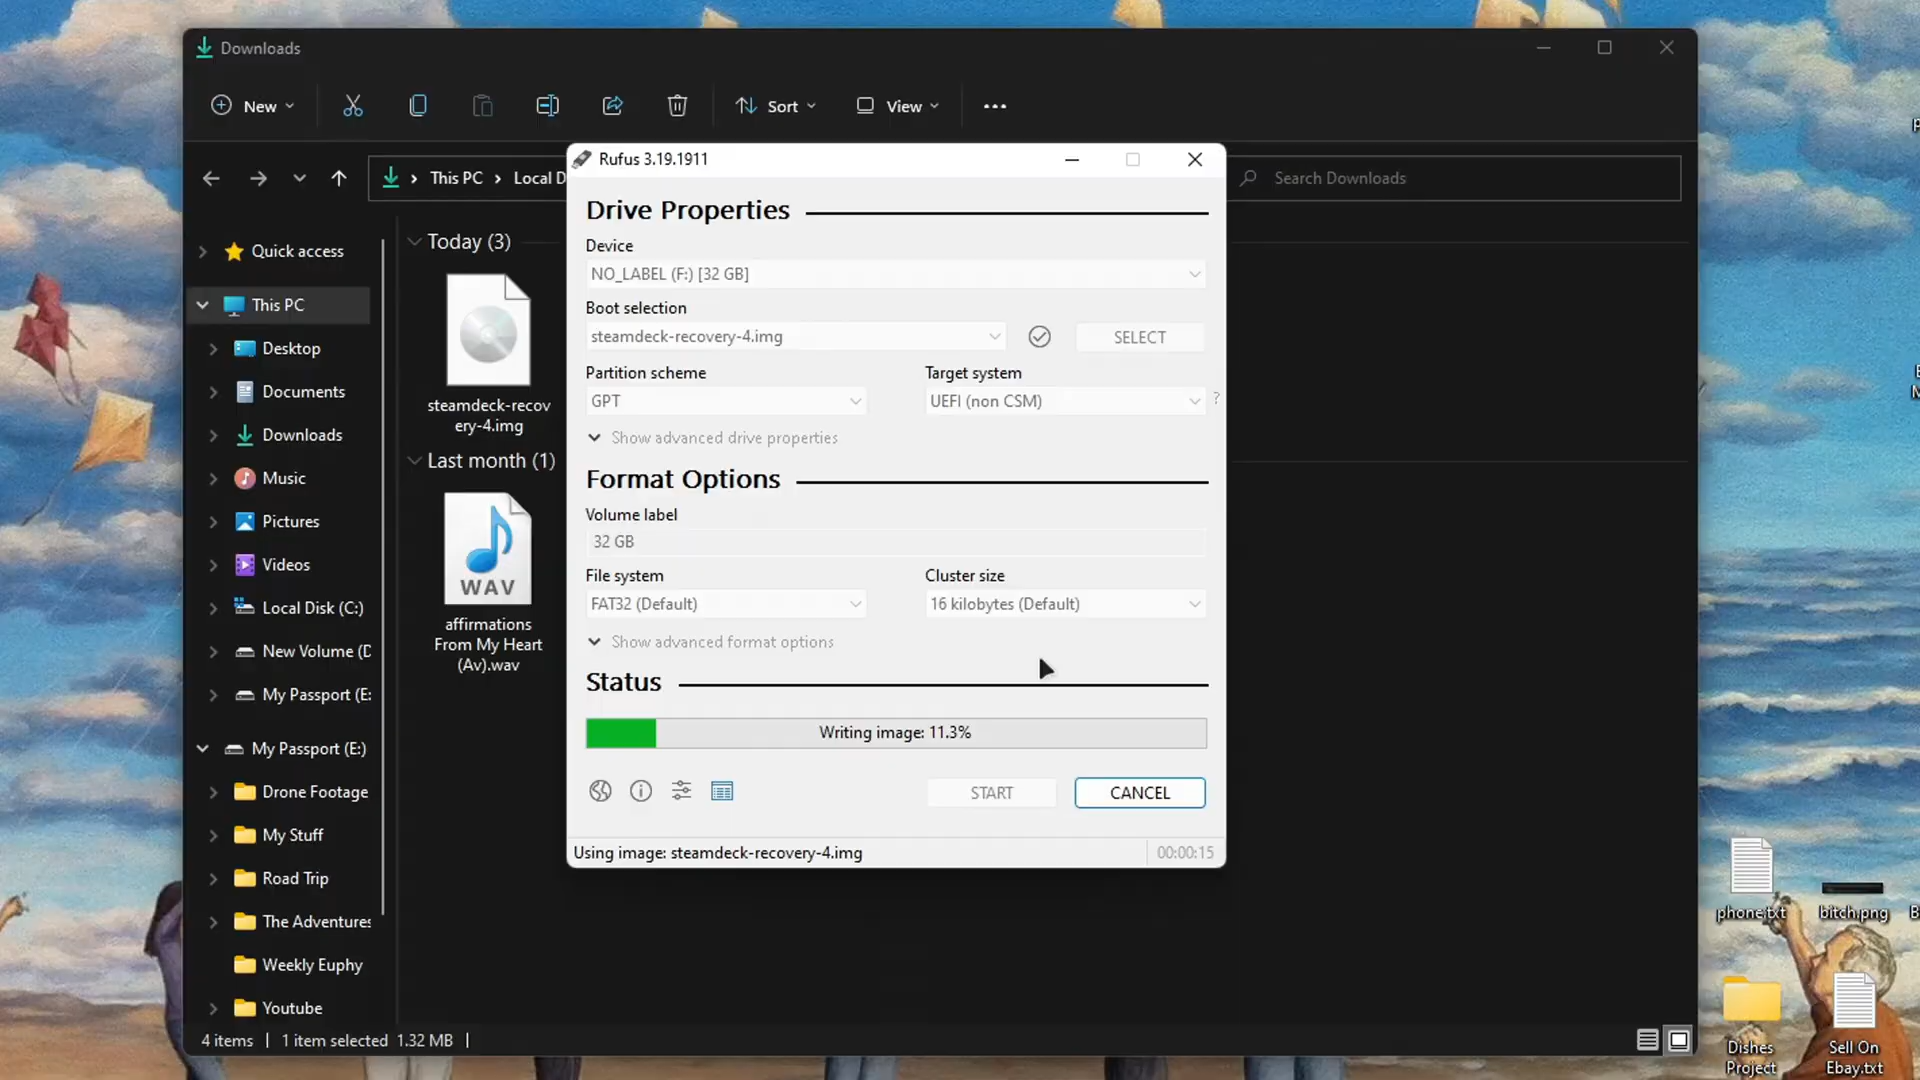 Downloads
New
Sort
View
This PC
Local D
Search Downloads
Quick access
This PC
Desktop
Documents
Downloads
Music
Pictures
Videos
Local Disk (C:)
New Volume (D
My Passport (E:
My Passport (E:)
Drone Footage
My Stuff
Road Trip
The Adventures
Weekly Euphy
Youtube
Today (3)
steamdeck-recov
ery-4.img
Last month (1)
WAV
affirmations
From My Heart
(Av).wav
4 items
1 item selected 1.32 MB
Rufus 3.19.1911
Drive Properties
Device
NO_LABEL (F:) [32 GB]
Boot selection
steamdeck-recovery-4.img
SELECT
Partition scheme
Target system
GPT
UEFI (non CSM)
?
Show advanced drive properties
Format Options
Volume label
32 GB
File system
Cluster size
FAT32 (Default)
16 kilobytes (Default)
Show advanced format options
Status
Writing image: 11.3%
START
CANCEL
Using image: steamdeck-recovery-4.img
00:00:15
phone.txt
bitch.png
Dishes
Project
Sell On
Ebay.txt